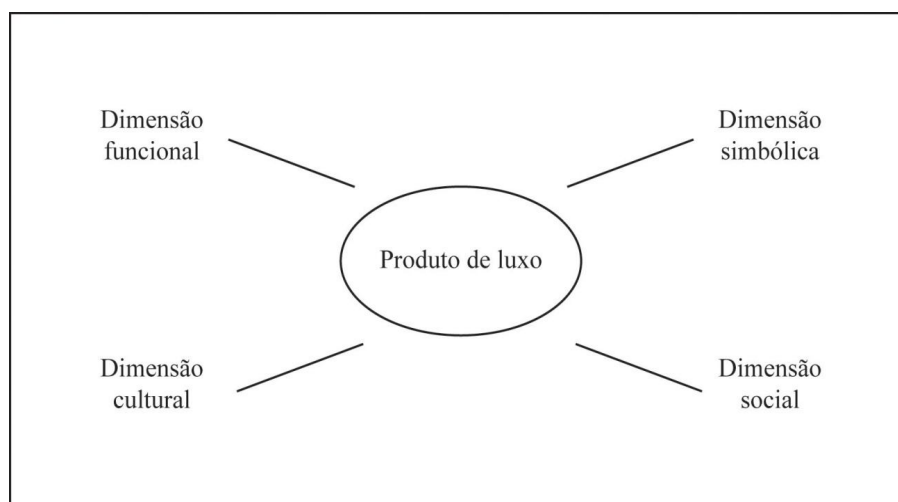 Dimensão
funcional
Dimensão
simbólica
Produto de luxo
Dimensão
cultural
Dimensão
social